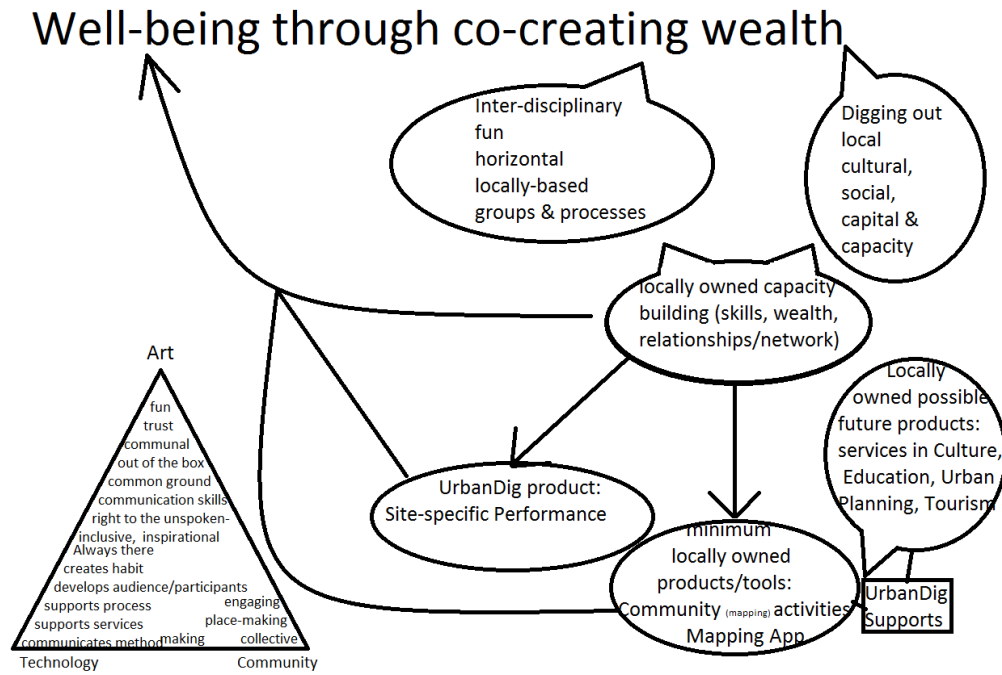 Well-being through co-creating wealth
Inter-disciplinary
fun
horizontal
locally-based
groups & processes
Digging out
local
cultural,
social,
capital &
capacity
locally owned capacity
building (skills, wealth,
relationships/network)
Locally
owned possible
future products:
services in Culture,
Education, Urban
Planning, Tourism
UrbanDig product:
Site-specific Performance
minimum
locally owned
products/tools:
Community (mapping) activities
Mapping App
UrbanDig
Supports
Art
fun
trust
communal
out of the box
common ground
communication skills
right to the unspoken-
inclusive, inspirational
Always there
creates habit
develops audience/participants
supports process
supports services
communicates method
making
engaging
place-making
collective
Technology
Community